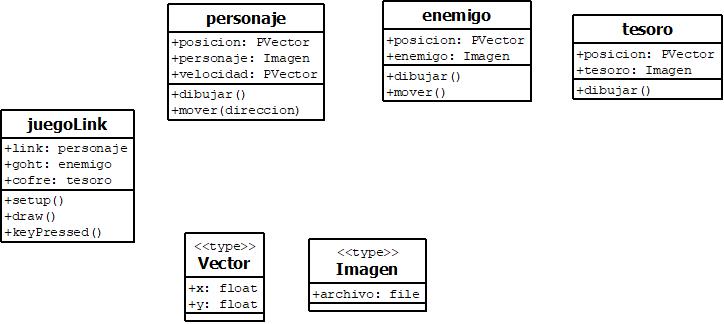 personaje
+posicion: PVector
+personaje: Imagen
+velocidad: PVector
+dibujar()
+mover(direccion)
enemigo
+posicion: PVector
+enemigo: Imagen
+dibujar()
+mover()
tesoro
+posicion: PVector
+tesoro: Imagen
+dibujar()
juegoLink
+link: personaje
+goht: enemigo
+cofre: tesoro
+setup()
+draw()
+keyPressed()
<<type>>
Vector
+x: float
+y: float
<<type>>
Imagen
+archivo: file